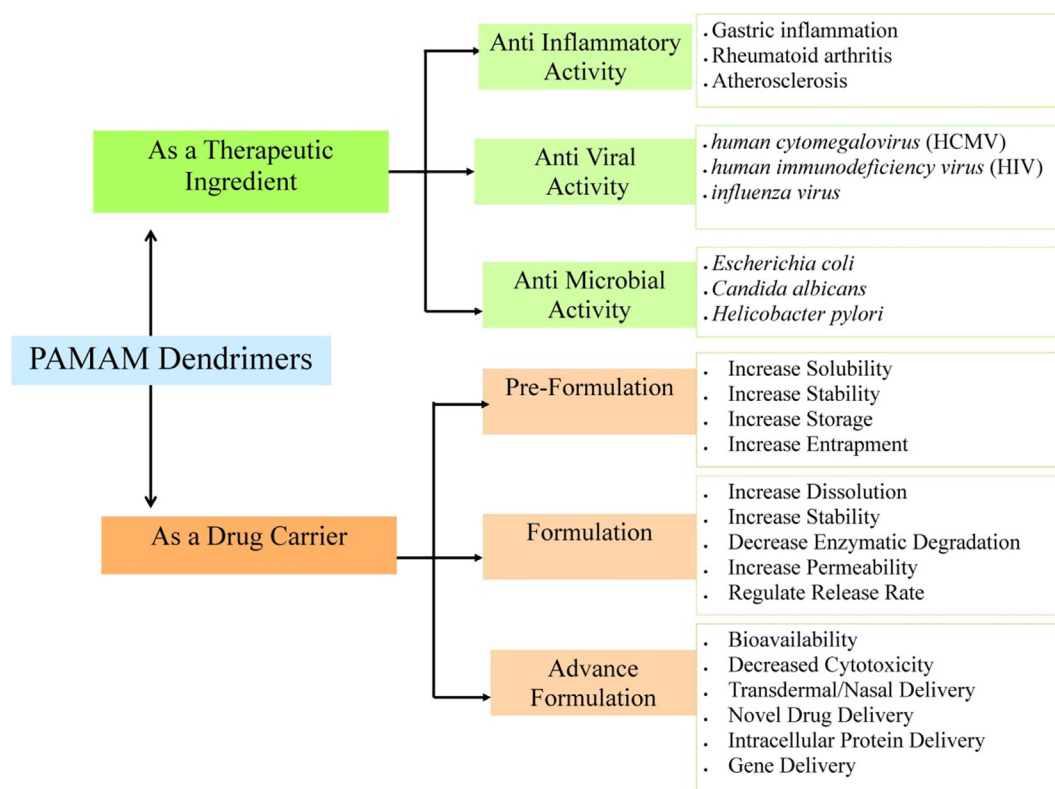 PAMAM Dendrimers
As a Therapeutic
Ingredient
Anti Inflammatory
Activity
. Gastric inflammation
. Rheumatoid arthritis
. Atherosclerosis
Anti Viral
Activity
. human cytomegalovirus (HCMV)
. human immunodeficiency virus (HIV)
. influenza virus
Anti Microbial
Activity
. Escherichia coli
. Candida albicans
. Helicobacter pylori
As a Drug Carrier
Pre-Formulation
. Increase Solubility
. Increase Stability
. Increase Storage
. Increase Entrapment
Formulation
. Increase Dissolution
. Increase Stability
. Decrease Enzymatic Degradation
. Increase Permeability
. Regulate Release Rate
Advance
Formulation
. Bioavailability
. Decreased Cytotoxicity
. Transdermal/Nasal Delivery
. Novel Drug Delivery
. Intracellular Protein Delivery
. Gene Delivery